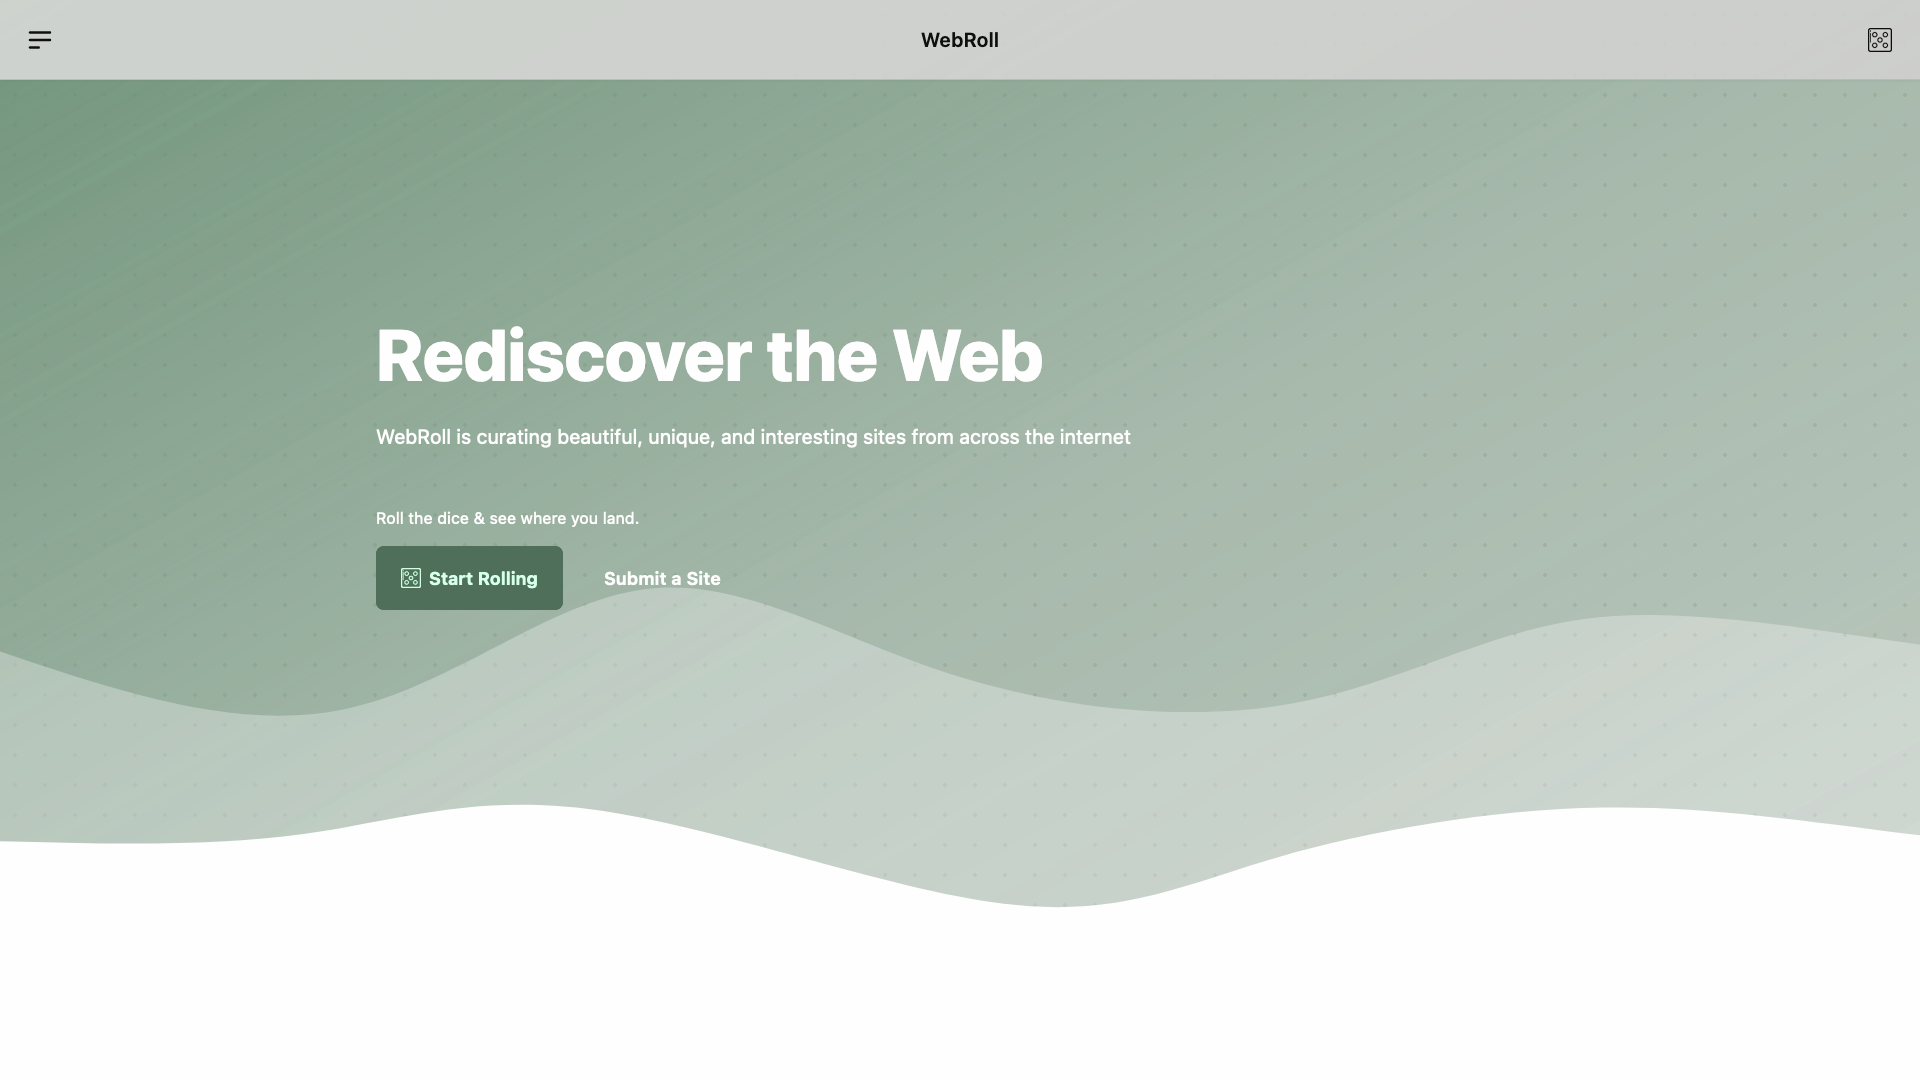 WebRoll
Rediscover the Web
WebRoll is curating beautiful, unique, and interesting sites from across the internet
Roll the dice & see where you land.
Start Rolling
Submit a Site